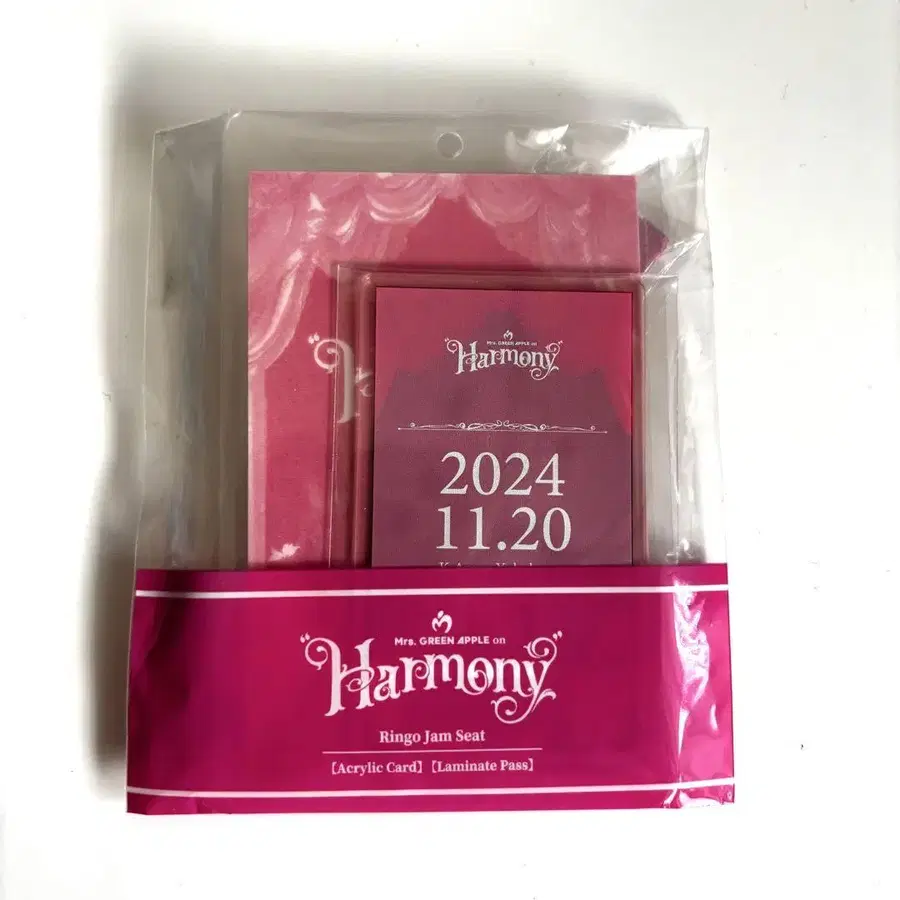 Mrs. GREEN APPLE on
"Harmony"
2024
11.20
Mrs. GREEN APPLE on
"Harmony"
Ringo Jam Seat
[Acrylic Card] [Laminate Pass]